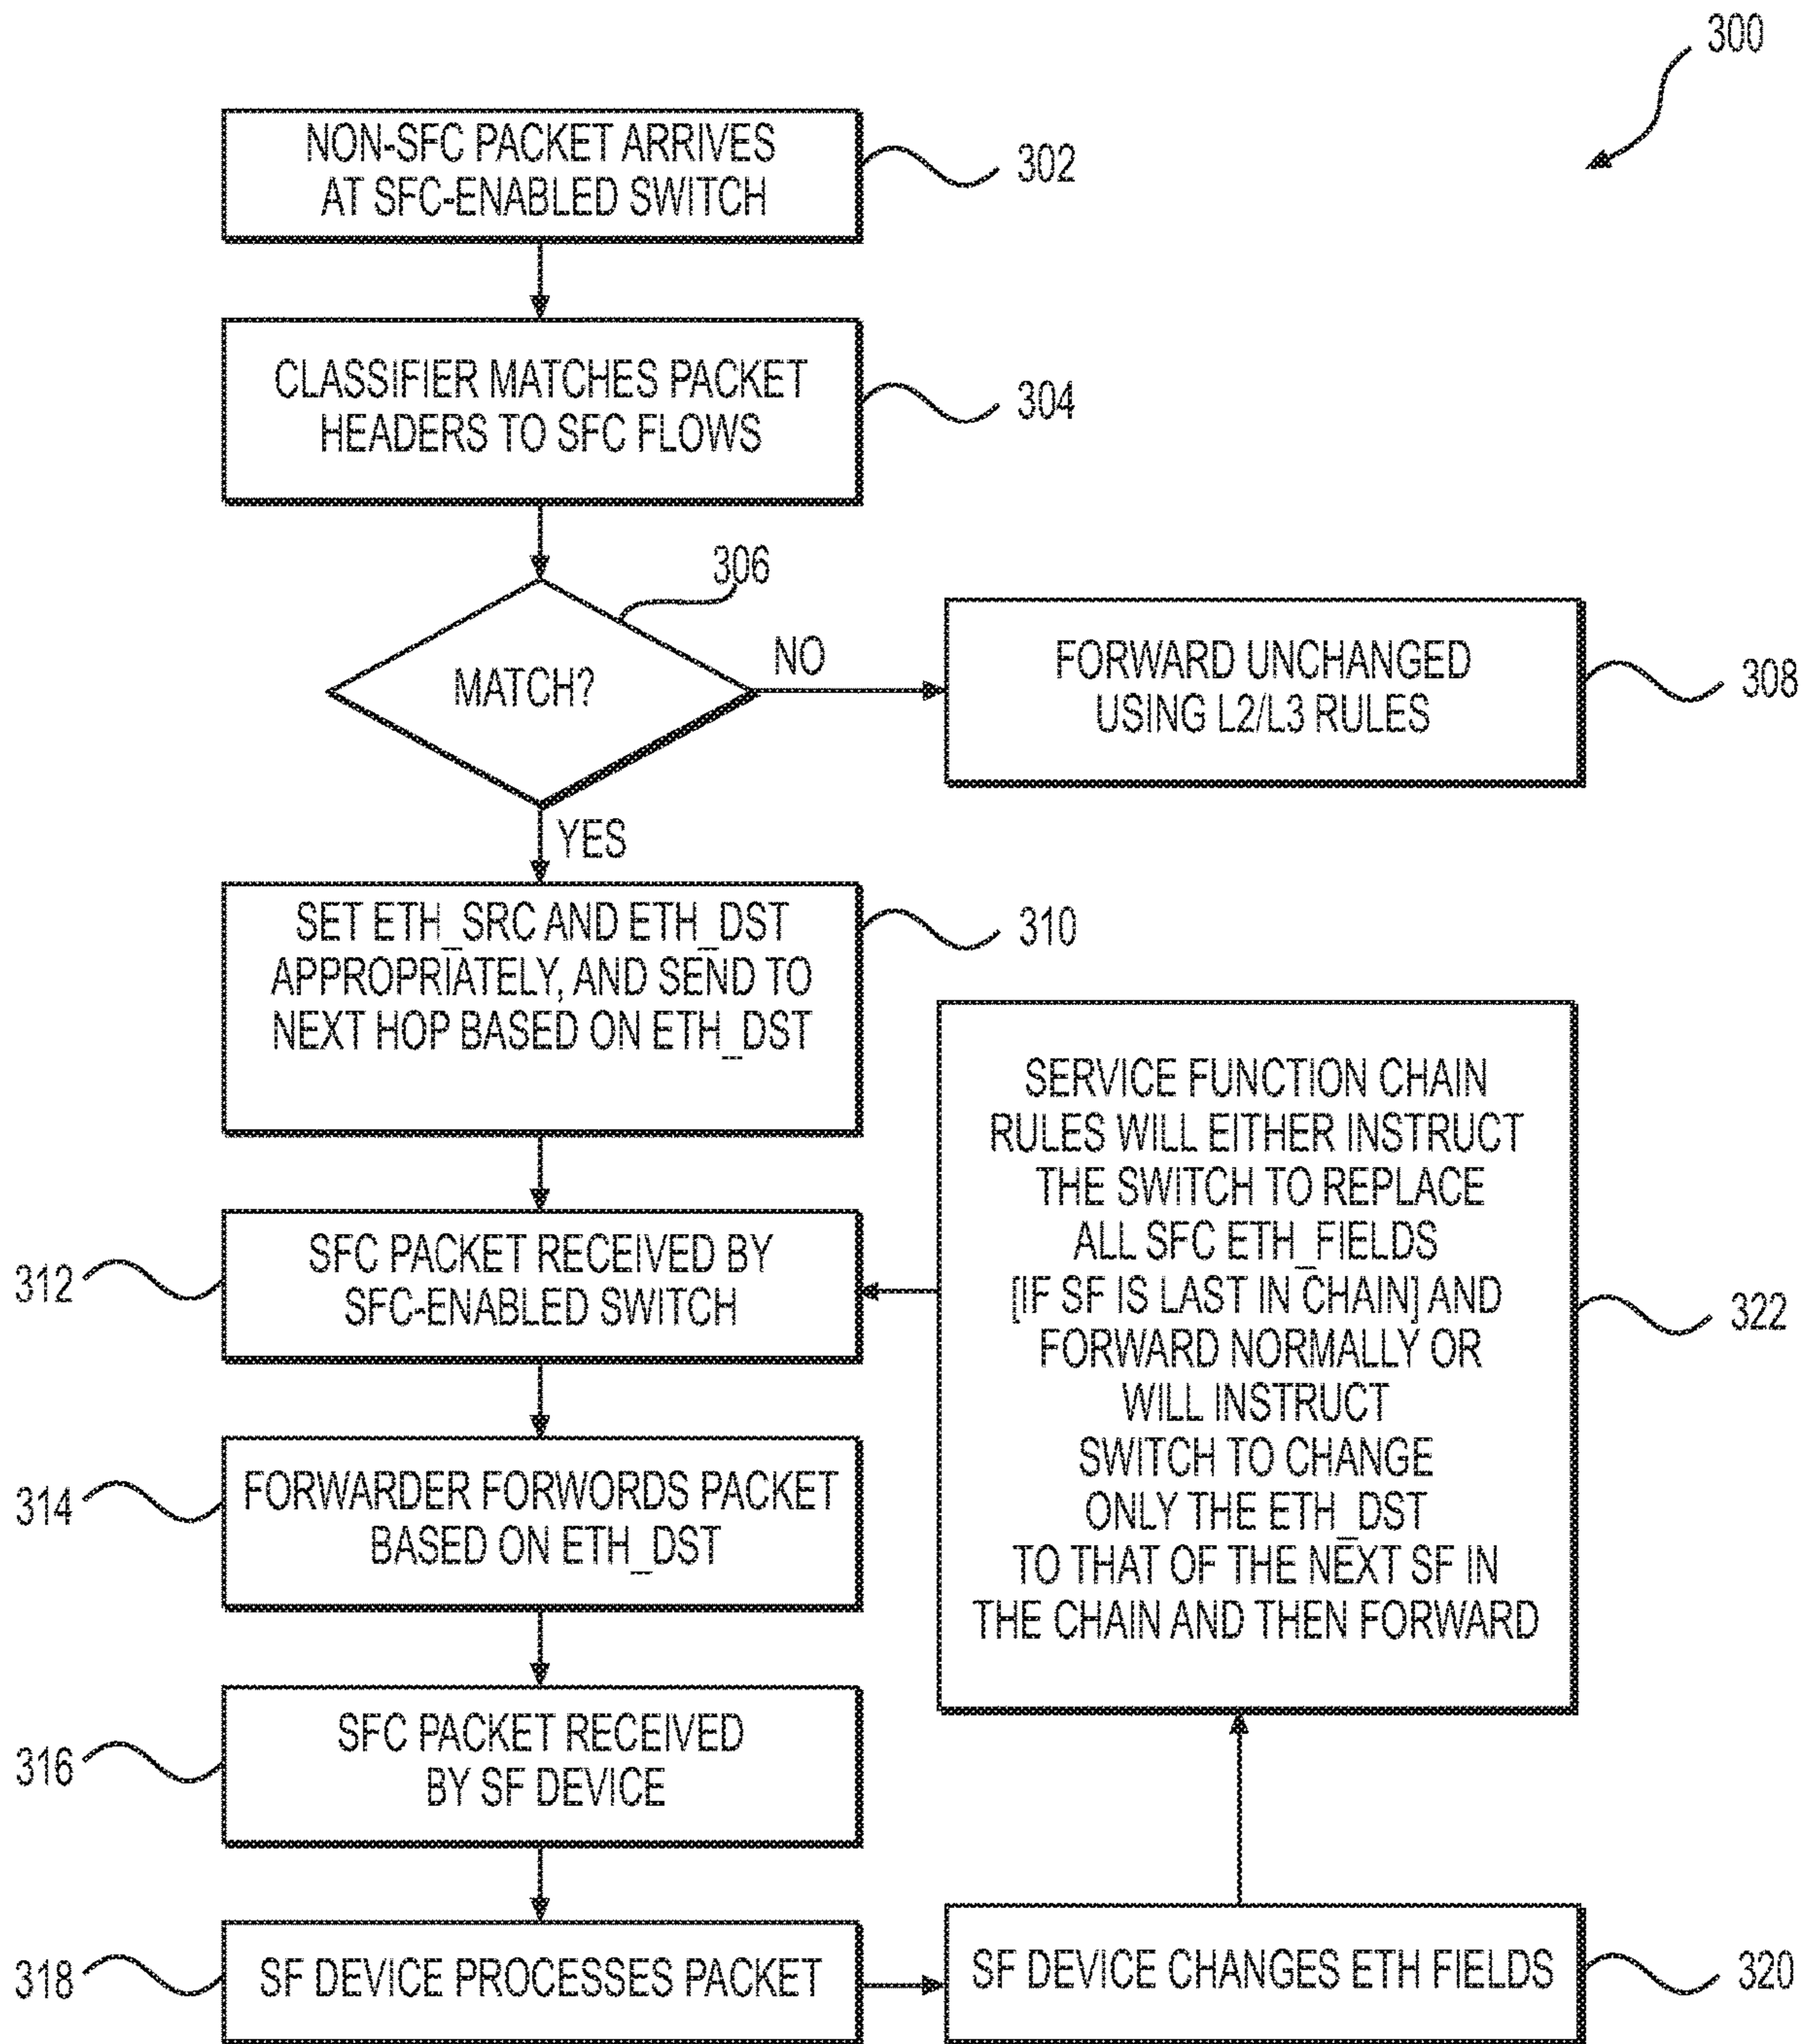 300
NON-SFC PACKET ARRIVES
AT SFC-ENABLED SWITCH
302
CLASSIFIER MATCHES PACKET
HEADERS TO SFC FLOWS
304
306
MATCH?
NO
FORWARD UNCHANGED
USING L2/L3 RULES
308
YES
SET ETH_SRC AND ETH_DST
APPROPRIATELY, AND SEND TO
NEXT HOP BASED ON ETH_DST
310
312
SFC PACKET RECEIVED BY
SFC-ENABLED SWITCH
314
FORWARDER FORWORDS PACKET
BASED ON ETH_DST
316
SFC PACKET RECEIVED
BY SF DEVICE
318
SF DEVICE PROCESSES PACKET
SF DEVICE CHANGES ETH FIELDS
320
SERVICE FUNCTION CHAIN
RULES WILL EITHER INSTRUCT
THE SWITCH TO REPLACE
ALL SFC ETH_FIELDS
[IF SF IS LAST IN CHAIN] AND
FORWARD NORMALLY OR
WILL INSTRUCT
SWITCH TO CHANGE
ONLY THE ETH_DST
TO THAT OF THE NEXT SF IN
THE CHAIN AND THEN FORWARD
322